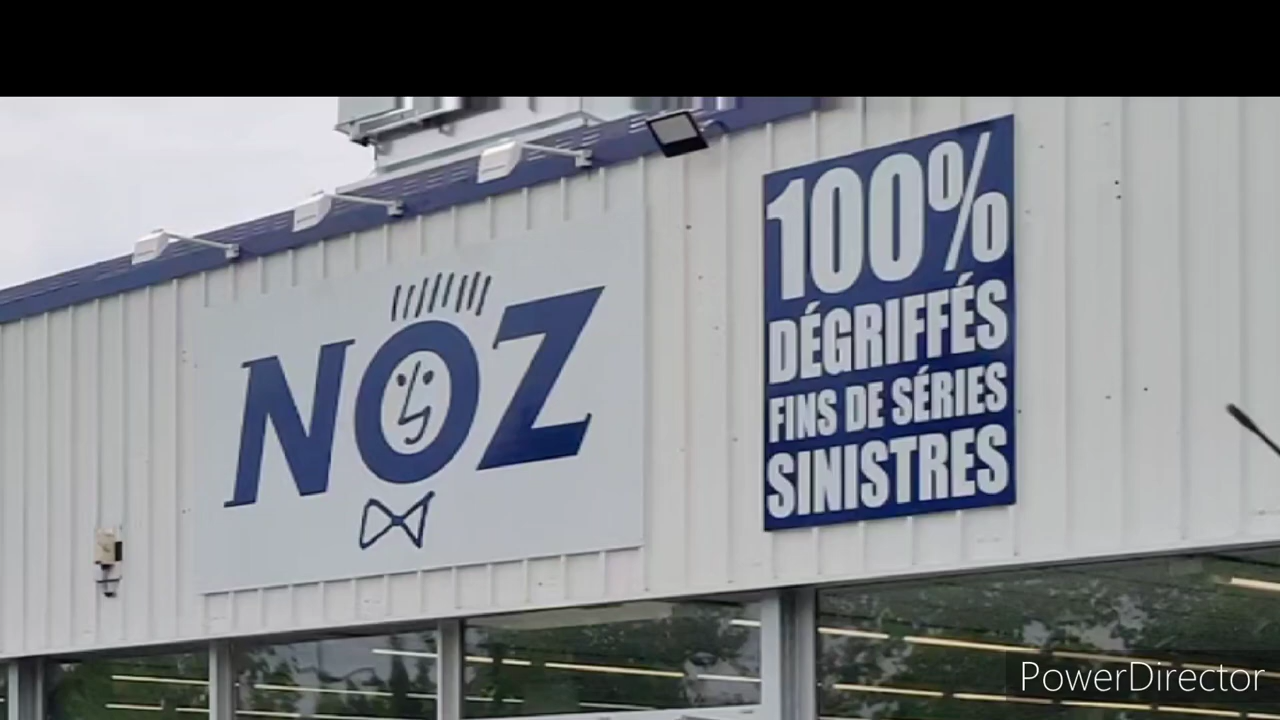 NOZ
100%
DÉGRIFFÉS
FINS DE SÉRIES
SINISTRES
PowerDirector